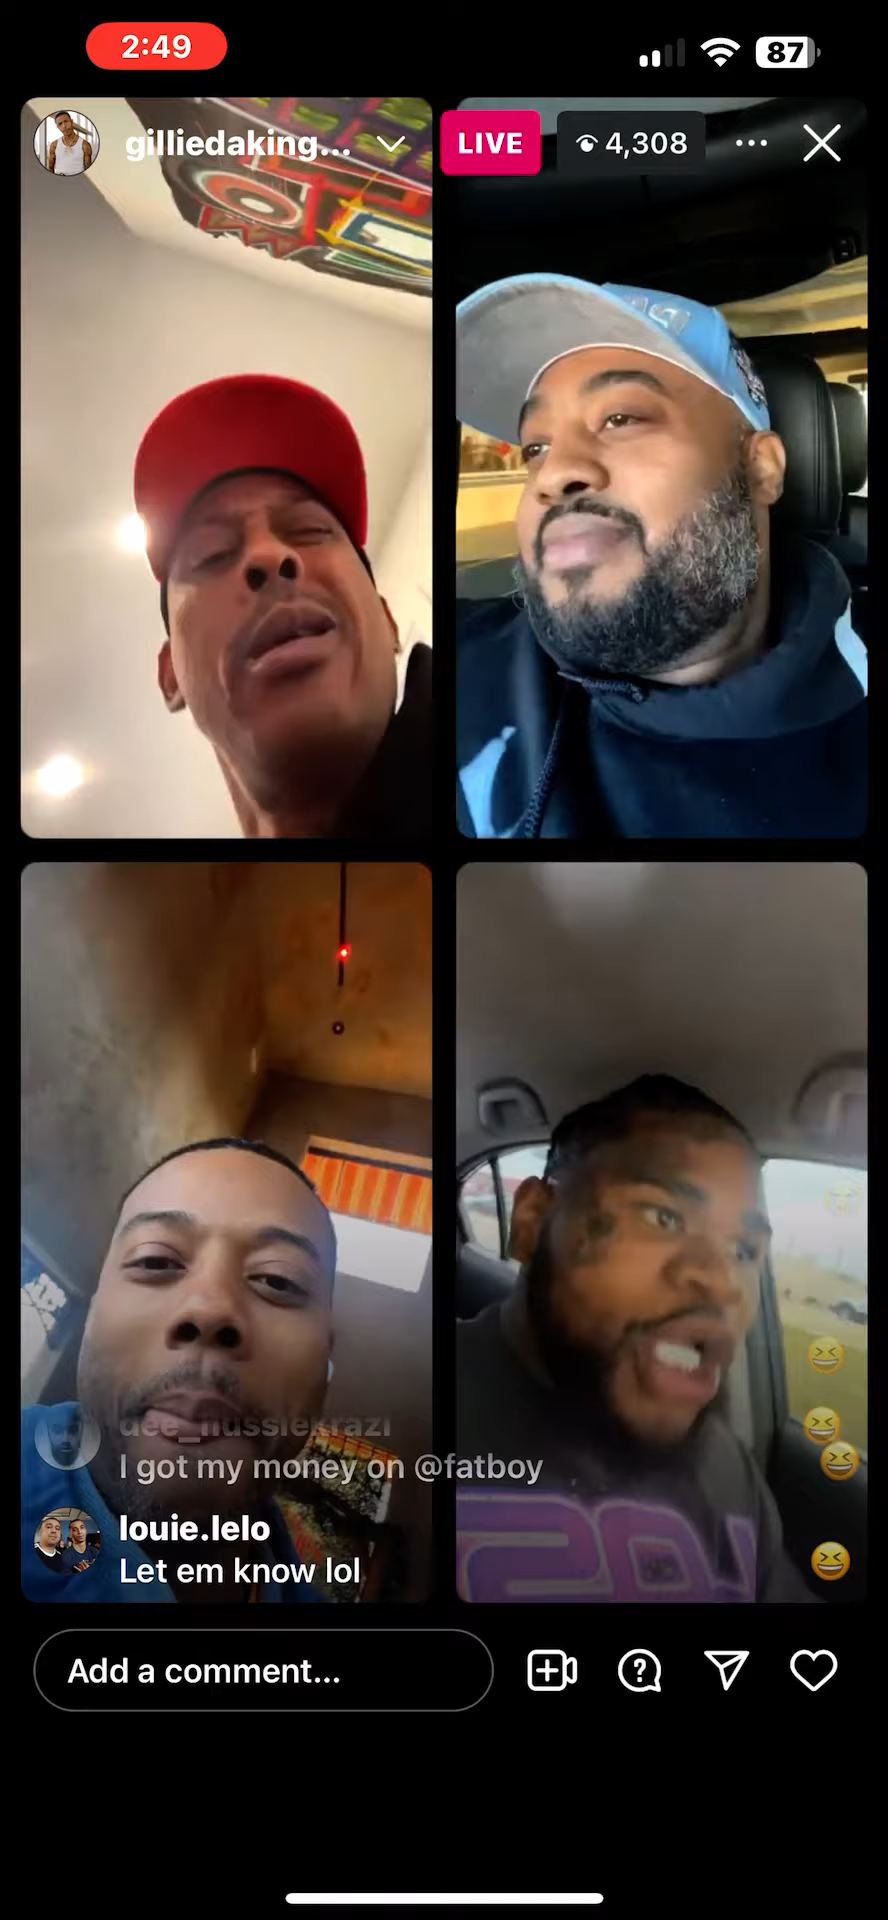 2:49
87
gilliedaking...
LIVE
4,308
I got my money on @fatboy
louie.lelo
Let em know lol
Add a comment...